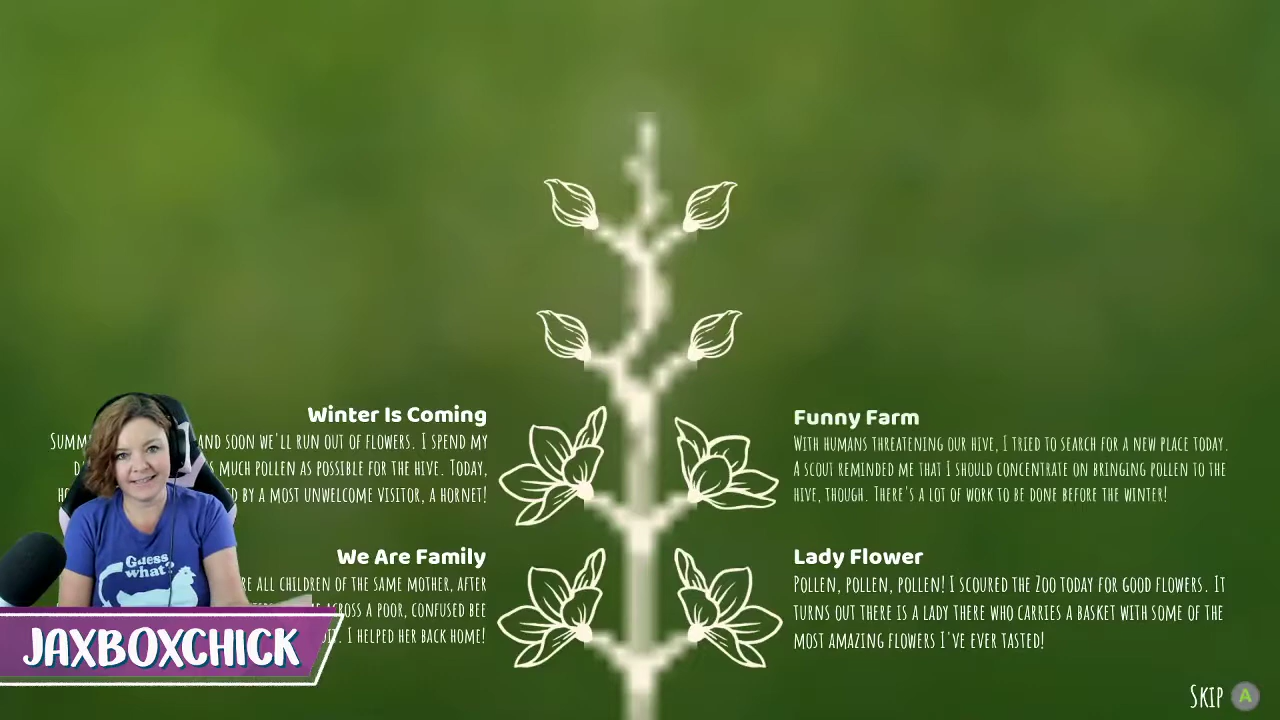 Winter Is Coming
Summ and soon we'll run out of flowers. I spend my
s much pollen as possible for the hive. Today,
ed by a most unwelcome visitor, a hornet!
Funny Farm
With humans threatening our hive, I tried to search for a new place today.
A scout reminded me that I should concentrate on bringing pollen to the
hive, though. There's a lot of work to be done before the winter!
We Are Family
re all children of the same mother, after
across a poor, confused bee
I helped her back home!
Lady Flower
Pollen, pollen, pollen! I scoured the Zoo today for good flowers. It
turns out there is a lady there who carries a basket with some of the
most amazing flowers I've ever tasted!
Guess
what?
JAXBOXCHICK
Skip A